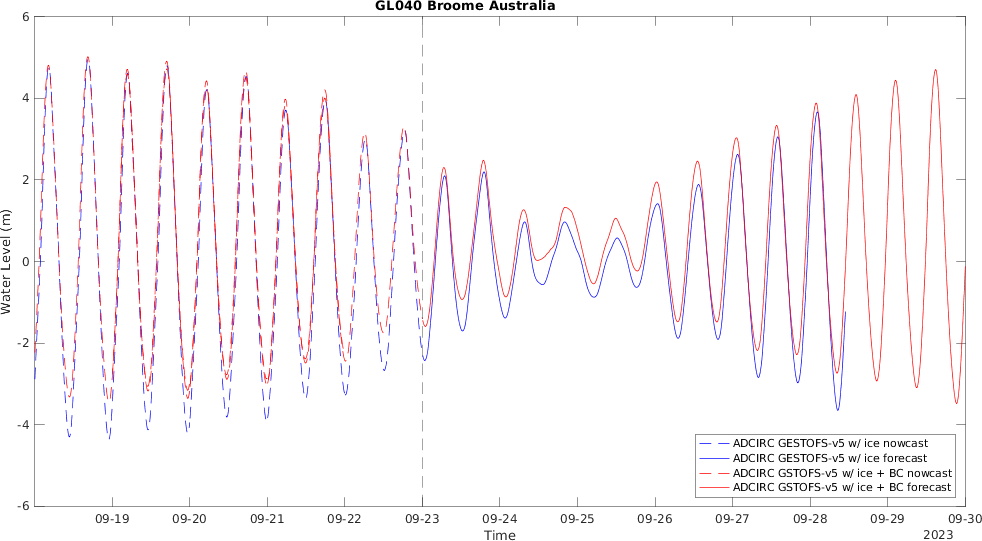 GL040 Broome Australia
6
4
2
0
-2
-4
-6
Water Level (m)
09-19 09-20 09-21 09-22 09-23 09-24 09-25 09-26 09-27 09-28 09-29 09-30
Time
2023
ADCIRC GESTOFS-v5 w/ ice nowcast
ADCIRC GESTOFS-v5 w/ ice forecast
ADCIRC GSTOFS-v5 w/ ice + BC nowcast
ADCIRC GSTOFS-v5 w/ ice + BC forecast